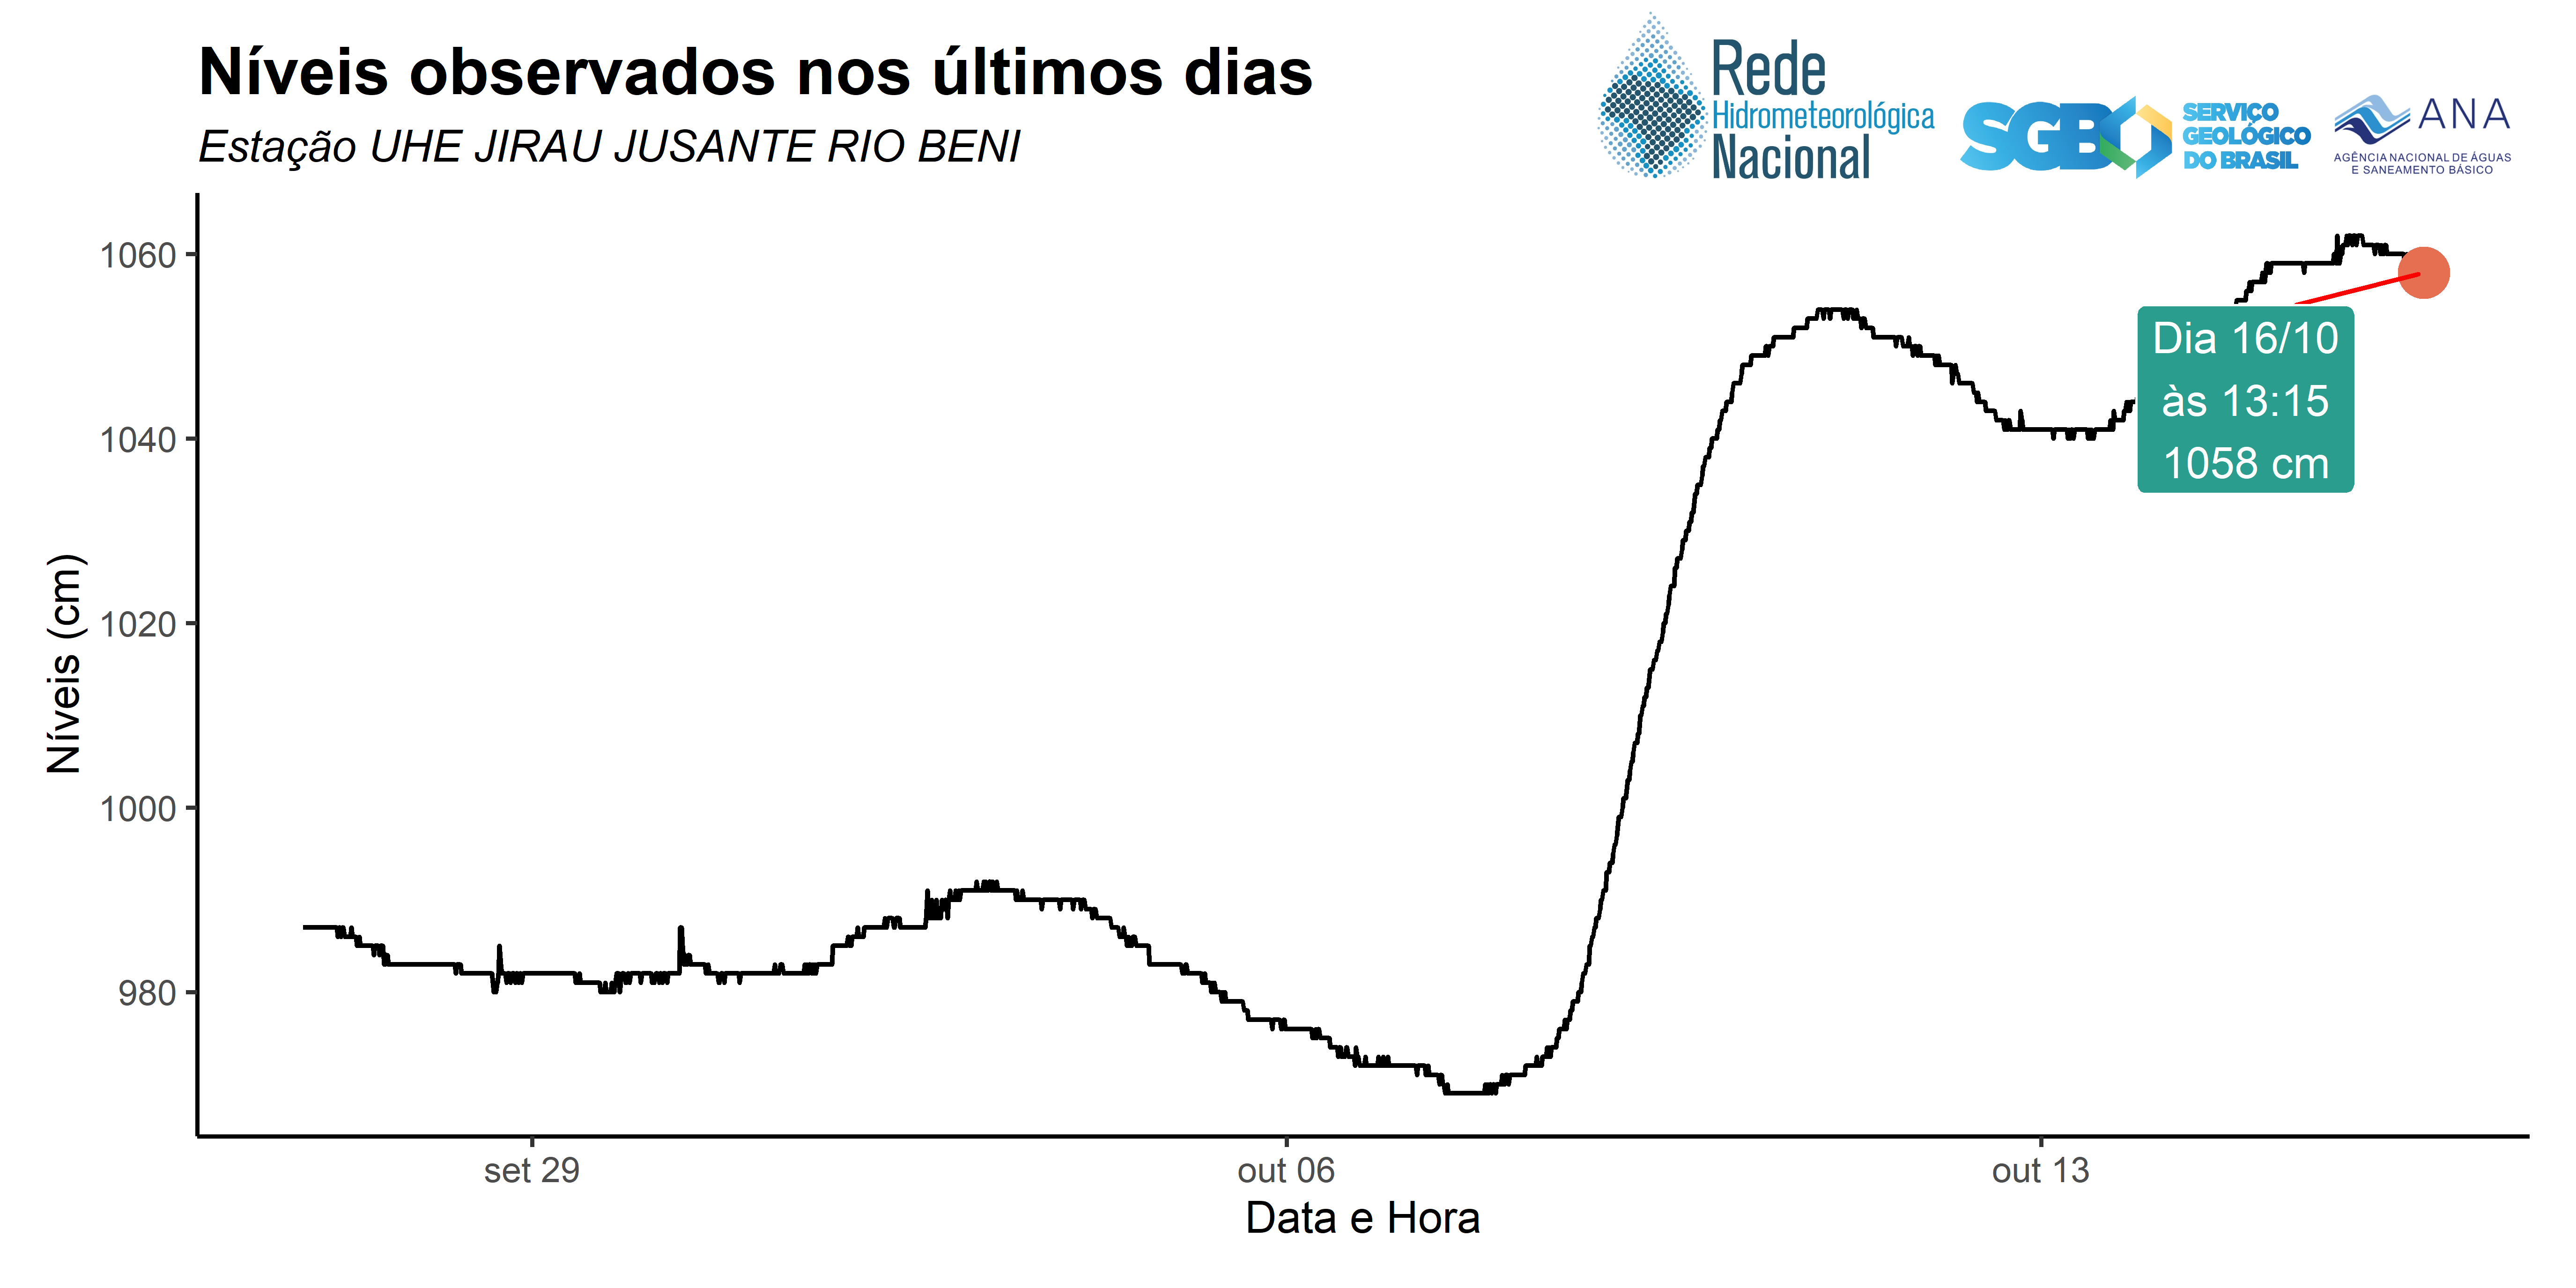 Níveis observados nos últimos dias
Estação UHE JIRAU JUSANTE RIO BENI
Rede
Hidrometeorológica
Nacional
SGB
SERVIÇO
GEOLÓGICO
DO BRASIL
ANA
AGÊNCIA NACIONAL DE ÁGUAS
E SANEAMENTO BÁSICO
Níveis (cm)
1060
1040
1020
1000
980
Dia 16/10
às 13:15
1058 cm
set 29
out 06
out 13
Data e Hora